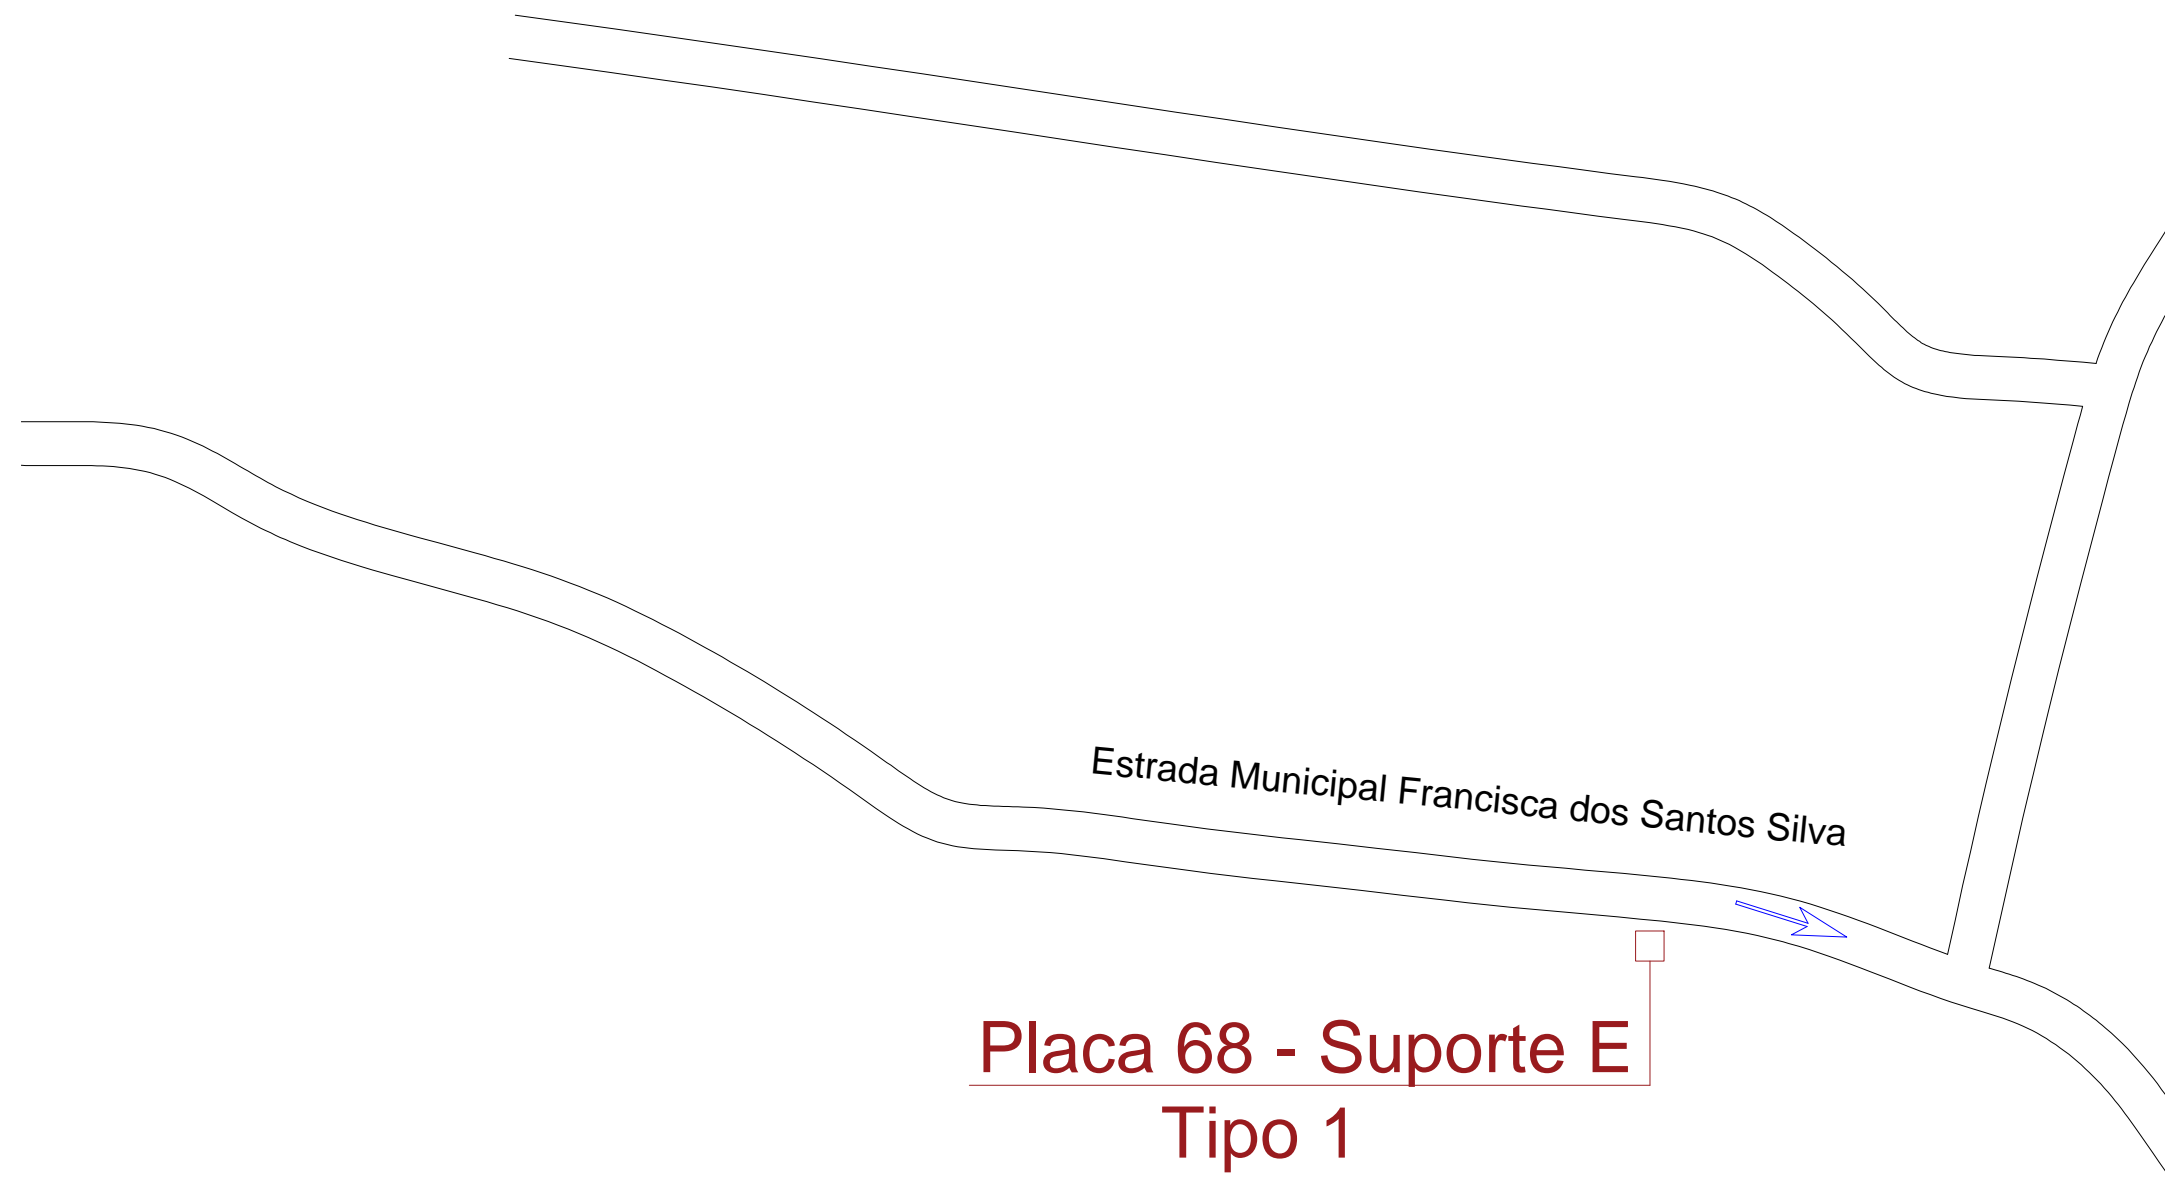 Estrada Municipal Francisca dos Santos Silva
Placa 68 - Suporte E
Tipo 1